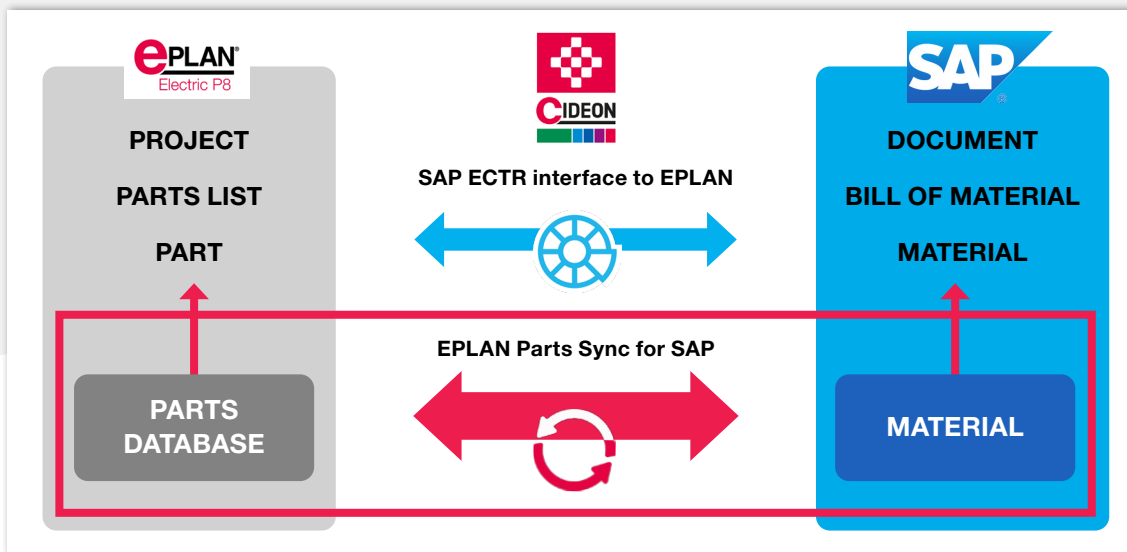 ePLAN®
Electric P8
PROJECT
PARTS LIST
PART
PARTS
DATABASE
CIDEON
SAP ECTR interface to EPLAN
EPLAN Parts Sync for SAP
SAP®
DOCUMENT
BILL OF MATERIAL
MATERIAL
MATERIAL